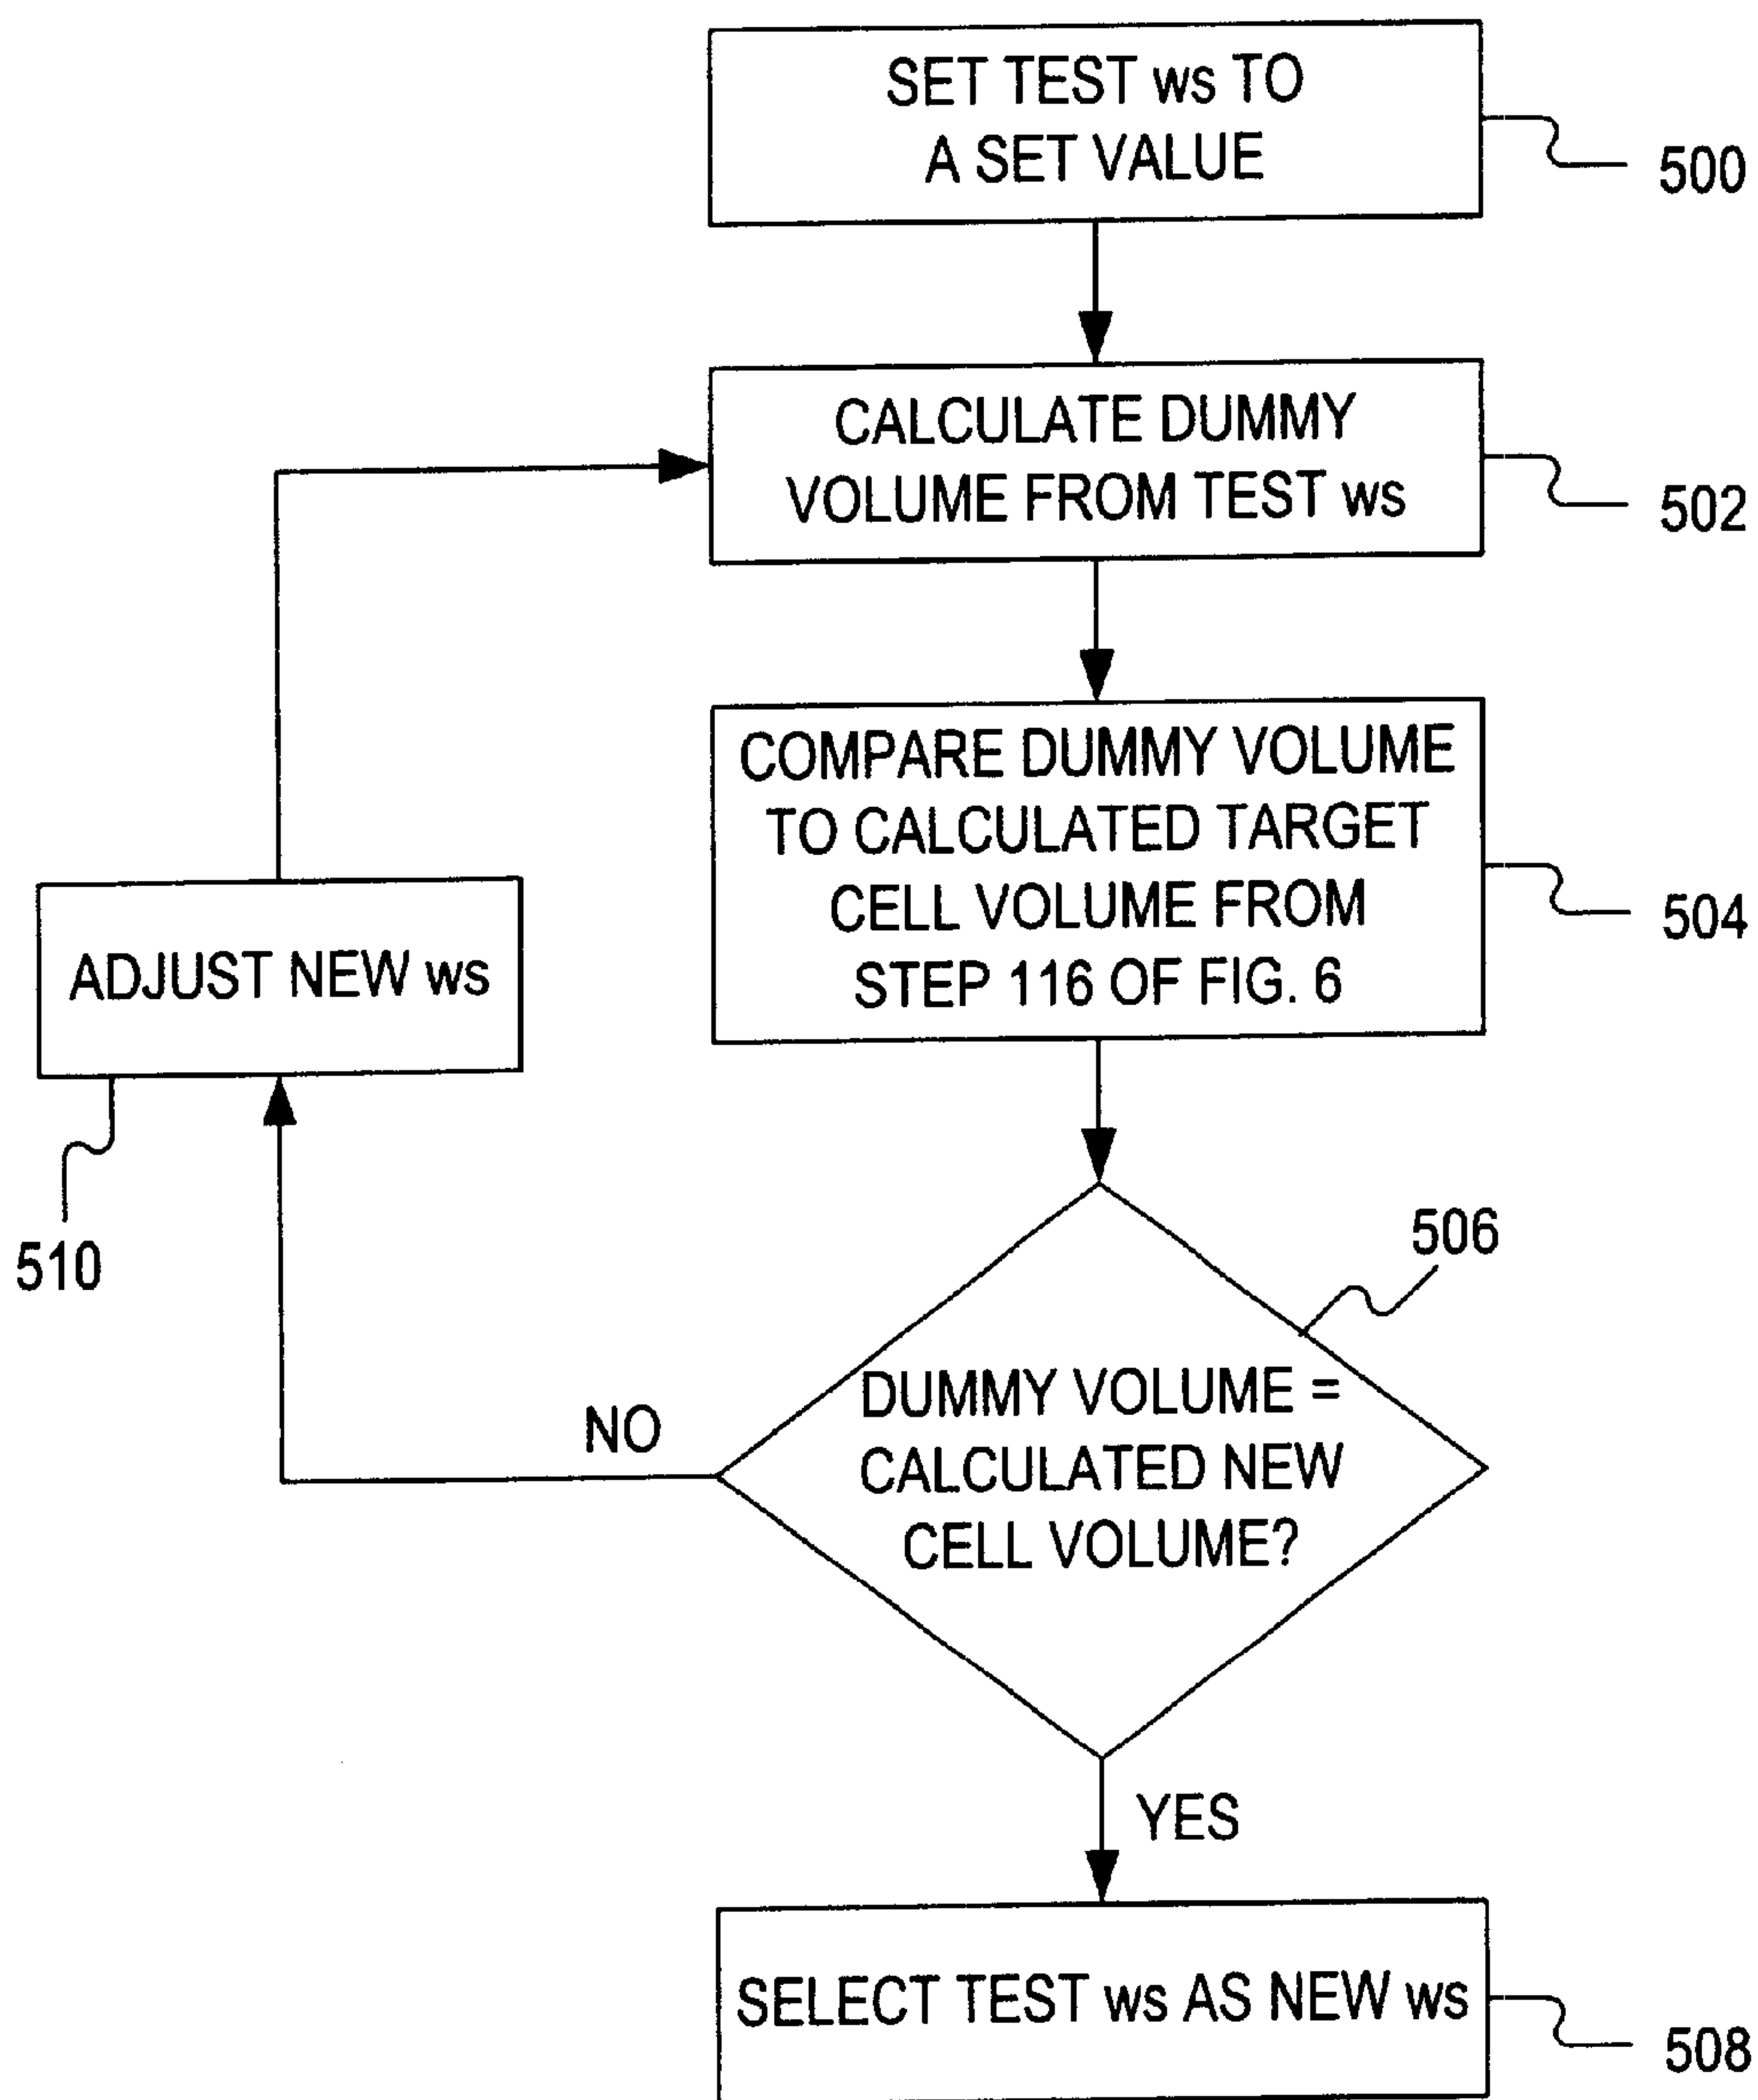 SET TEST ws TO
A SET VALUE
500
CALCULATE DUMMY
VOLUME FROM TEST ws
502
COMPARE DUMMY VOLUME
TO CALCULATED TARGET
CELL VOLUME FROM
STEP 116 OF FIG. 6
504
ADJUST NEW ws
510
506
DUMMY VOLUME =
CALCULATED NEW
CELL VOLUME?
NO
YES
SELECT TEST ws AS NEW ws
508